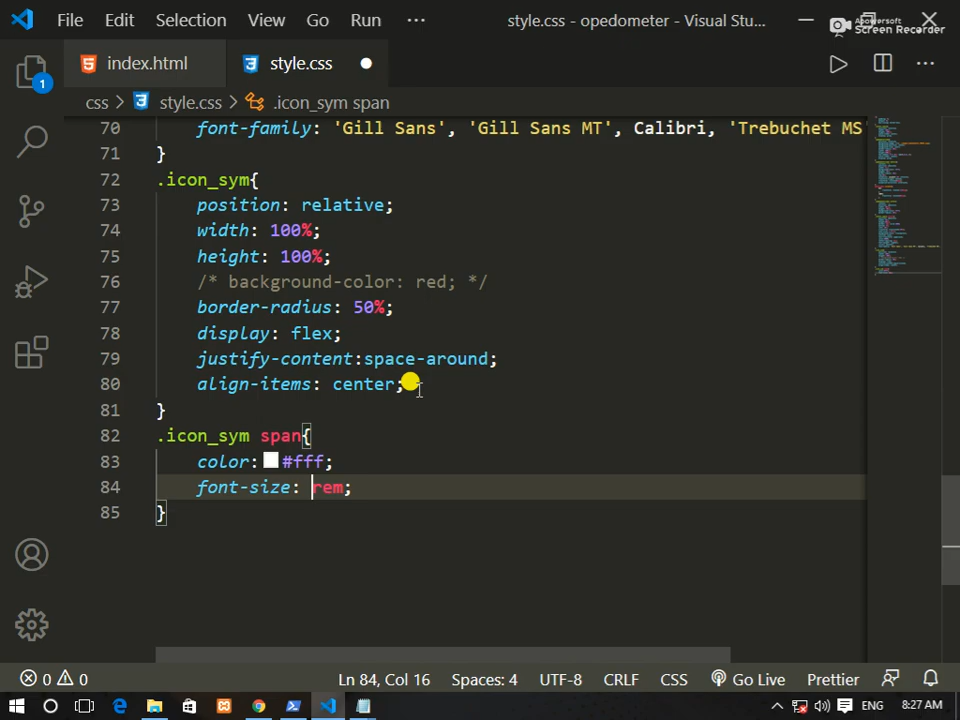 File Edit Selection View Go Run ··· style.css - opedometer - Visual Stu...
Apowersoft
Screen Recorder
index.html style.css
css > style.css > .icon_sym span
70 font-family: 'Gill Sans', 'Gill Sans MT', Calibri, 'Trebuchet MS
71 }
72 .icon_sym{
73 position: relative;
74 width: 100%;
75 height: 100%;
76 /* background-color: red; */
77 border-radius: 50%;
78 display: flex;
79 justify-content:space-around;
80 align-items: center;
81 }
82 .icon_sym span{
83 color: #fff;
84 font-size: rem;
85 }
1
0 0 Ln 84, Col 16 Spaces: 4 UTF-8 CRLF CSS Go Live Prettier
ENG 8:27 AM